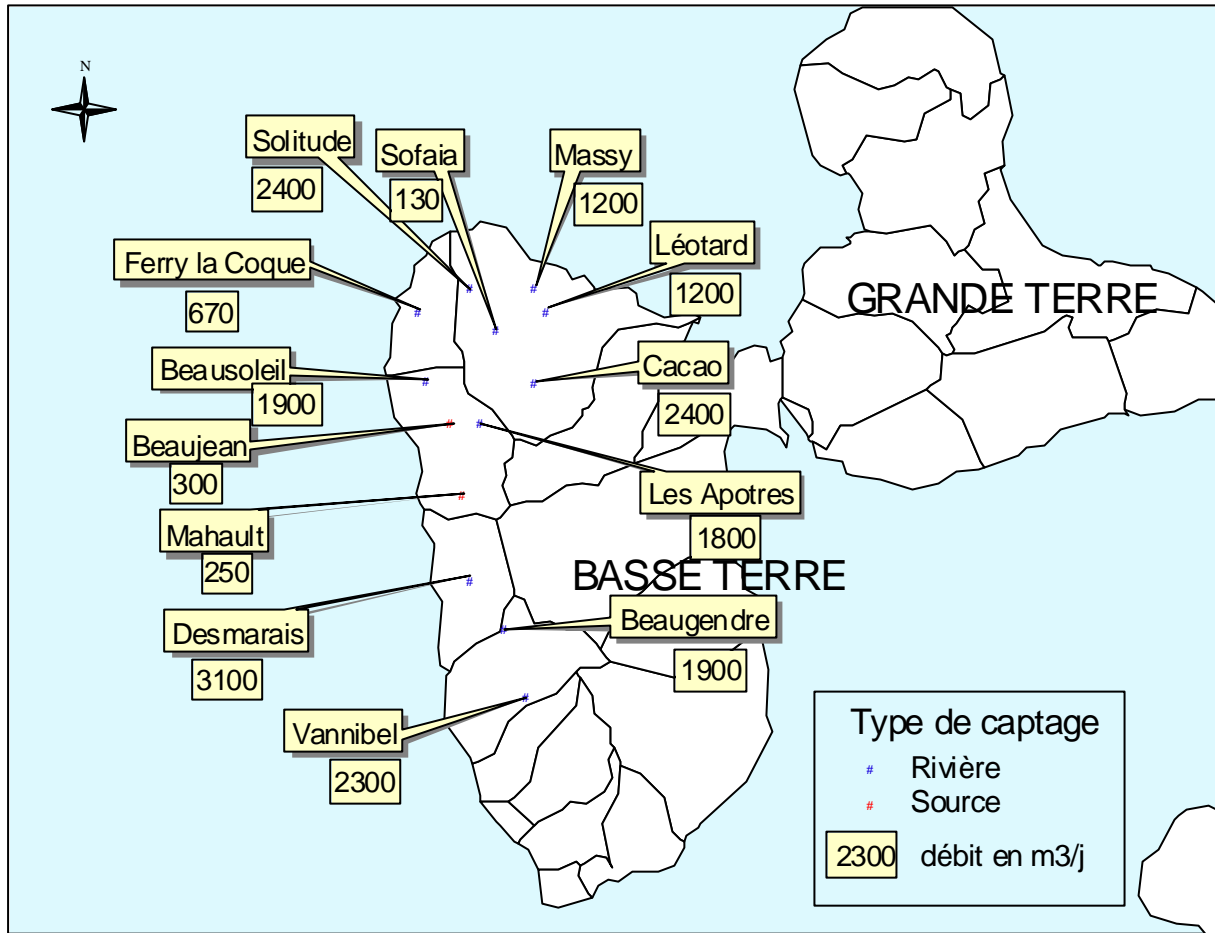 N
Solitude
2400
Sofaia
130
Massy
1200
Léotard
1200
Ferry la Coque
670
GRANDE TERRE
Beausoleil
1900
Cacao
2400
Beaujean
300
Les Apotres
1800
Mahault
250
BASSE TERRE
Desmarais
3100
Beaugendre
1900
Vannibel
2300
Type de captage
# Rivière
# Source
2300 débit en m3/j